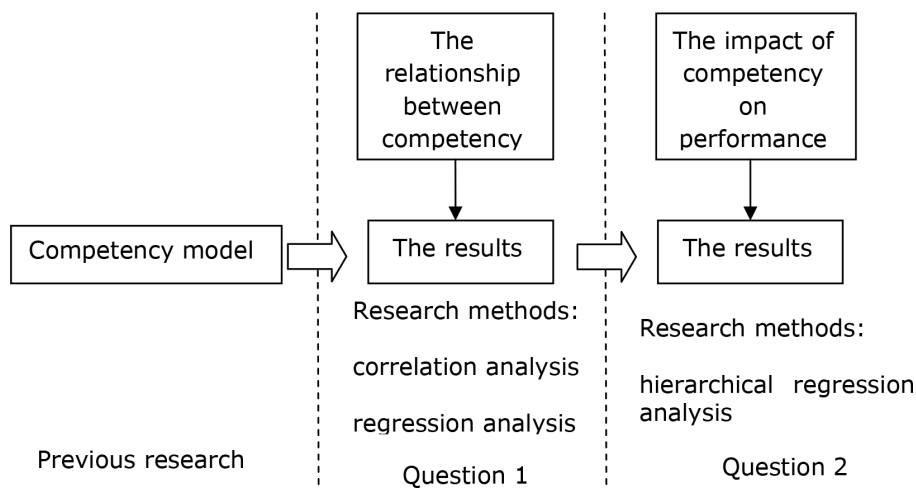 The
relationship
between
competency
The impact of
competency
on
performance
Competency model
The results
The results
Research methods:
correlation analysis
regression analysis
Research methods:
hierarchical regression
analysis
Previous research
Question 1
Question 2